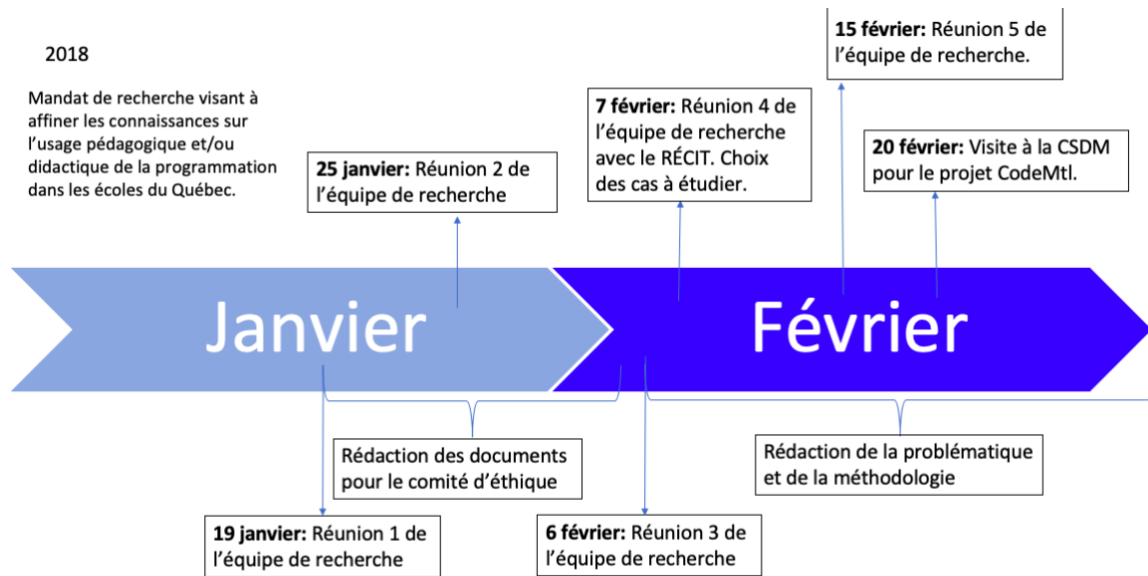 2018
Mandat de recherche visant à
affiner les connaissances sur
l’usage pédagogique et/ou
didactique de la programmation
dans les écoles du Québec.
25 janvier: Réunion 2 de
l’équipe de recherche
7 février: Réunion 4 de
l’équipe de recherche
avec le RÉCIT. Choix
des cas à étudier.
15 février: Réunion 5 de
l’équipe de recherche.
20 février: Visite à la CSDM
pour le projet CodeMtl.
Janvier
Février
Rédaction des documents
pour le comité d’éthique
Rédaction de la problématique
et de la méthodologie
19 janvier: Réunion 1 de
l’équipe de recherche
6 février: Réunion 3 de
l’équipe de recherche